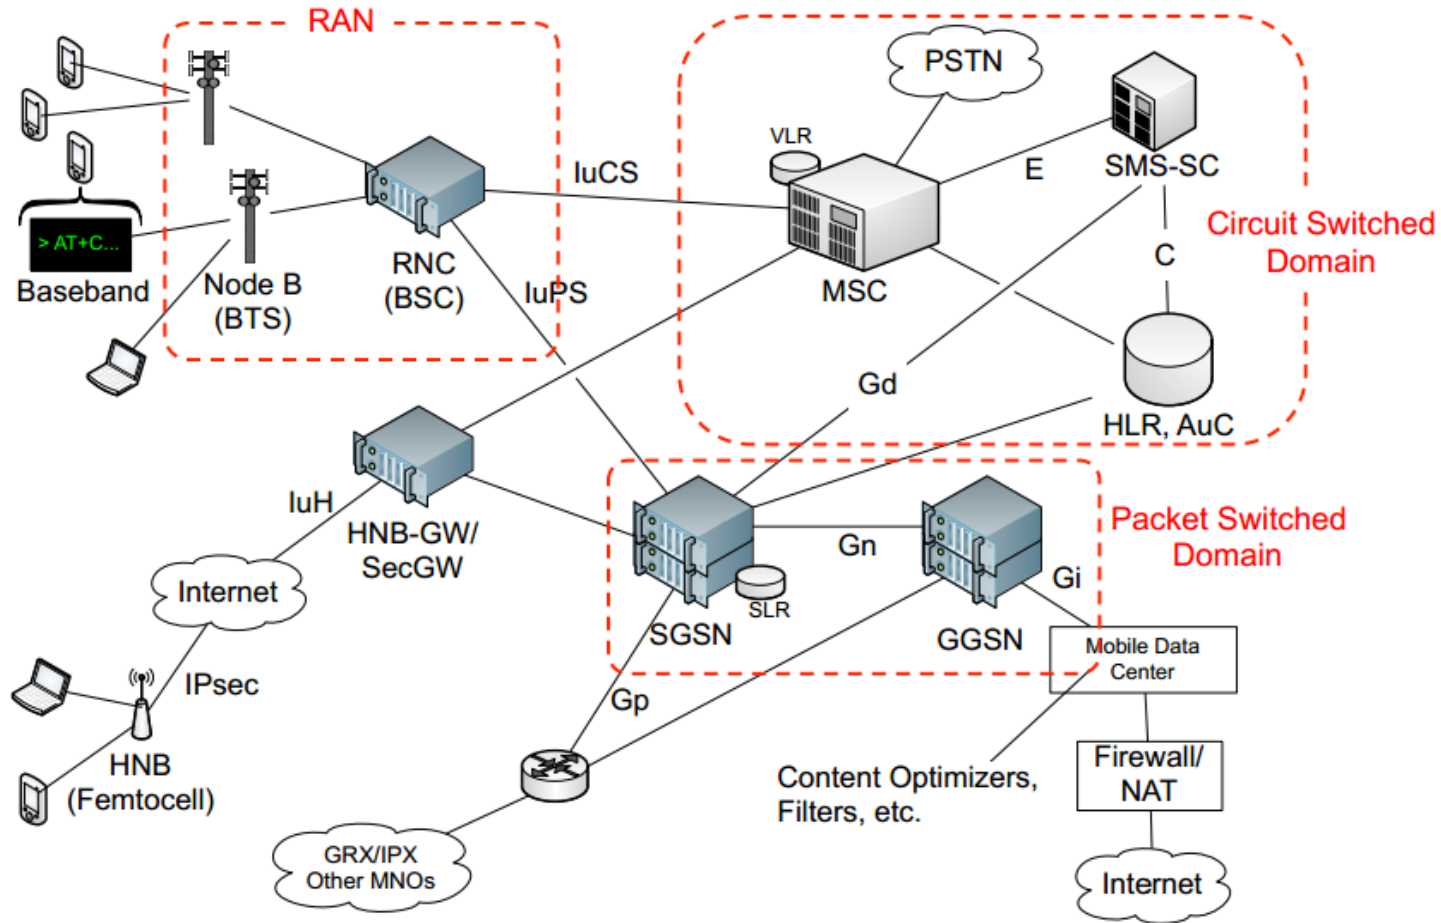 RAN
PSTN
VLR
IuCS
E
SMS-SC
Circuit Switched
Domain
> AT+C...
Baseband
Node B
(BTS)
RNC
(BSC)
IuPS
MSC
C
Gd
HLR, AuC
IuH
HNB-GW/
SecGW
Gn
Packet Switched
Domain
Internet
Gi
SLR
SGSN
GGSN
Mobile Data
Center
IPsec
Gp
HNB
(Femtocell)
Content Optimizers,
Filters, etc.
Firewall/
NAT
GRX/IPX
Other MNOs
Internet